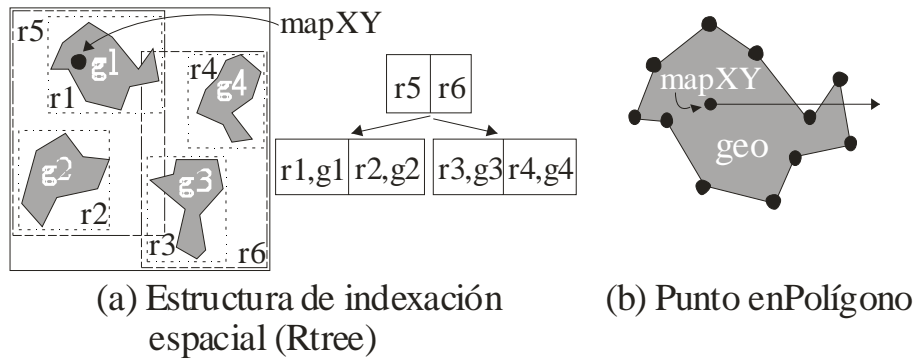 r5
mapXY
g1
r4
g4
r1
r5 r6
mapXY
g2
r2
g3
r3
r6
r1,g1 r2,g2 r3,g3 r4,g4
geo
(a) Estructura de indexación
espacial (Rtree)
(b) Punto enPolígono